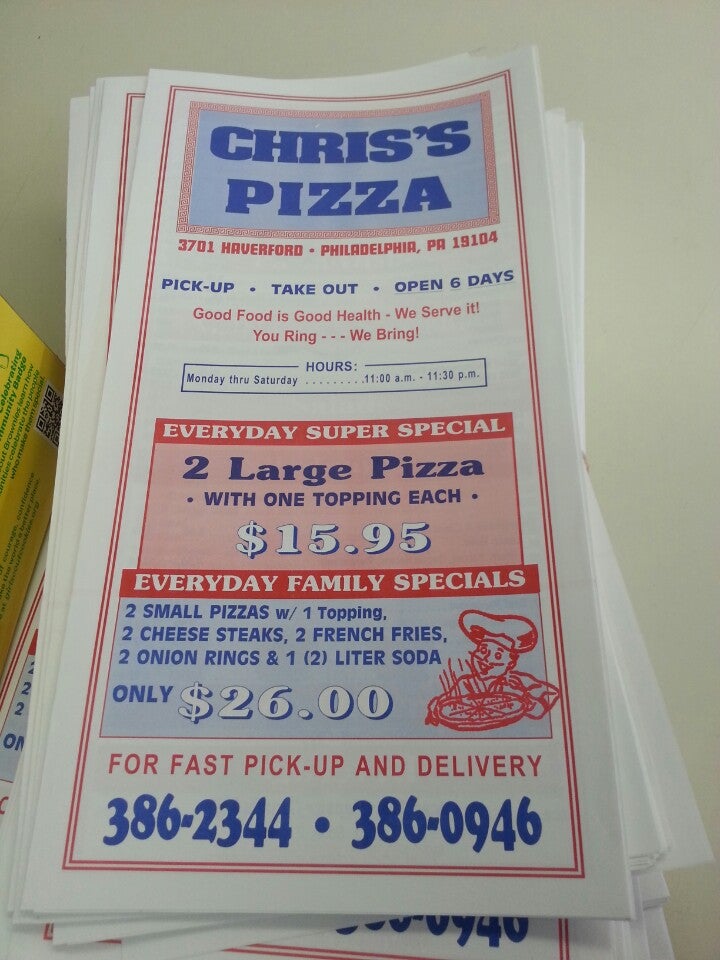 CHRIS'S
PIZZA
3701 HAVERFORD • PHILADELPHIA, PA 19104
PICK-UP • TAKE OUT • OPEN 6 DAYS
Good Food is Good Health - We Serve it!
You Ring - - - We Bring!
HOURS:
Monday thru Saturday . . . . . . . . . 11:00 a.m. - 11:30 p.m.
EVERYDAY SUPER SPECIAL
2 Large Pizza
• WITH ONE TOPPING EACH •
$15.95
EVERYDAY FAMILY SPECIALS
2 SMALL PIZZAS w/ 1 Topping,
2 CHEESE STEAKS, 2 FRENCH FRIES,
2 ONION RINGS & 1 (2) LITER SODA
ONLY $26.00
FOR FAST PICK-UP AND DELIVERY
386-2344 • 386-0946